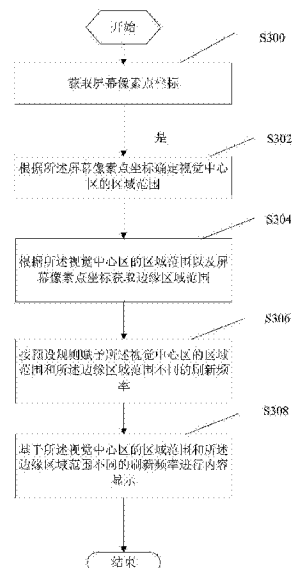 开始
S300
获取屏幕像素点坐标
是
S302
根据所述屏幕像素点坐标确定视觉中心
区的区域范围
S304
根据所述视觉中心区的区域范围以及屏
幕像素点坐标获取边缘区域范围
S306
按预设规则赋予所述视觉中心区的区域
范围和所述边缘区域范围不同的刷新频
率
S308
基于所述视觉中心区的区域范围和所述
边缘区域范围不同的刷新频率进行内容
显示
结束